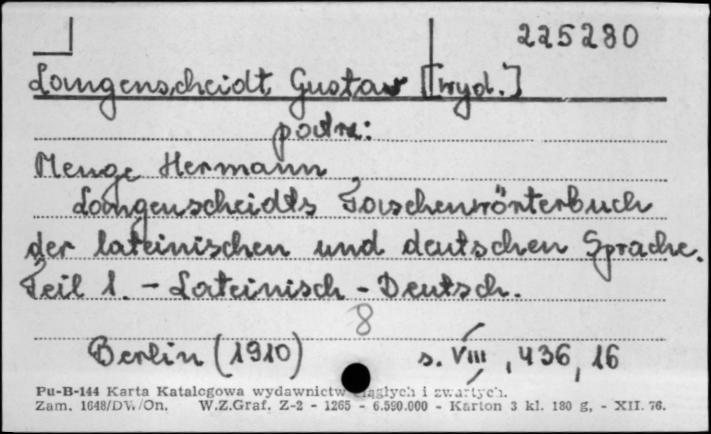 225280
Langenscheidt, Gustav [wyd.]
podrz:
Menge Hermann
Langenscheidts Taschenwörterbuch
der lateinischen und deutschen Sprache.
Teil 1. - Lateinisch - Deutsch.
8
Berlin (1910) s. VIII, 436, 16
Pu-B-144 Karta Katalogowa wydawnictw ciągłych i zwartych.
Zam. 1648/DW/On. W.Z.Graf. Z-2 - 1265 - 6.590.000 - Karton 3 kl. 180 g, - XII. 76.